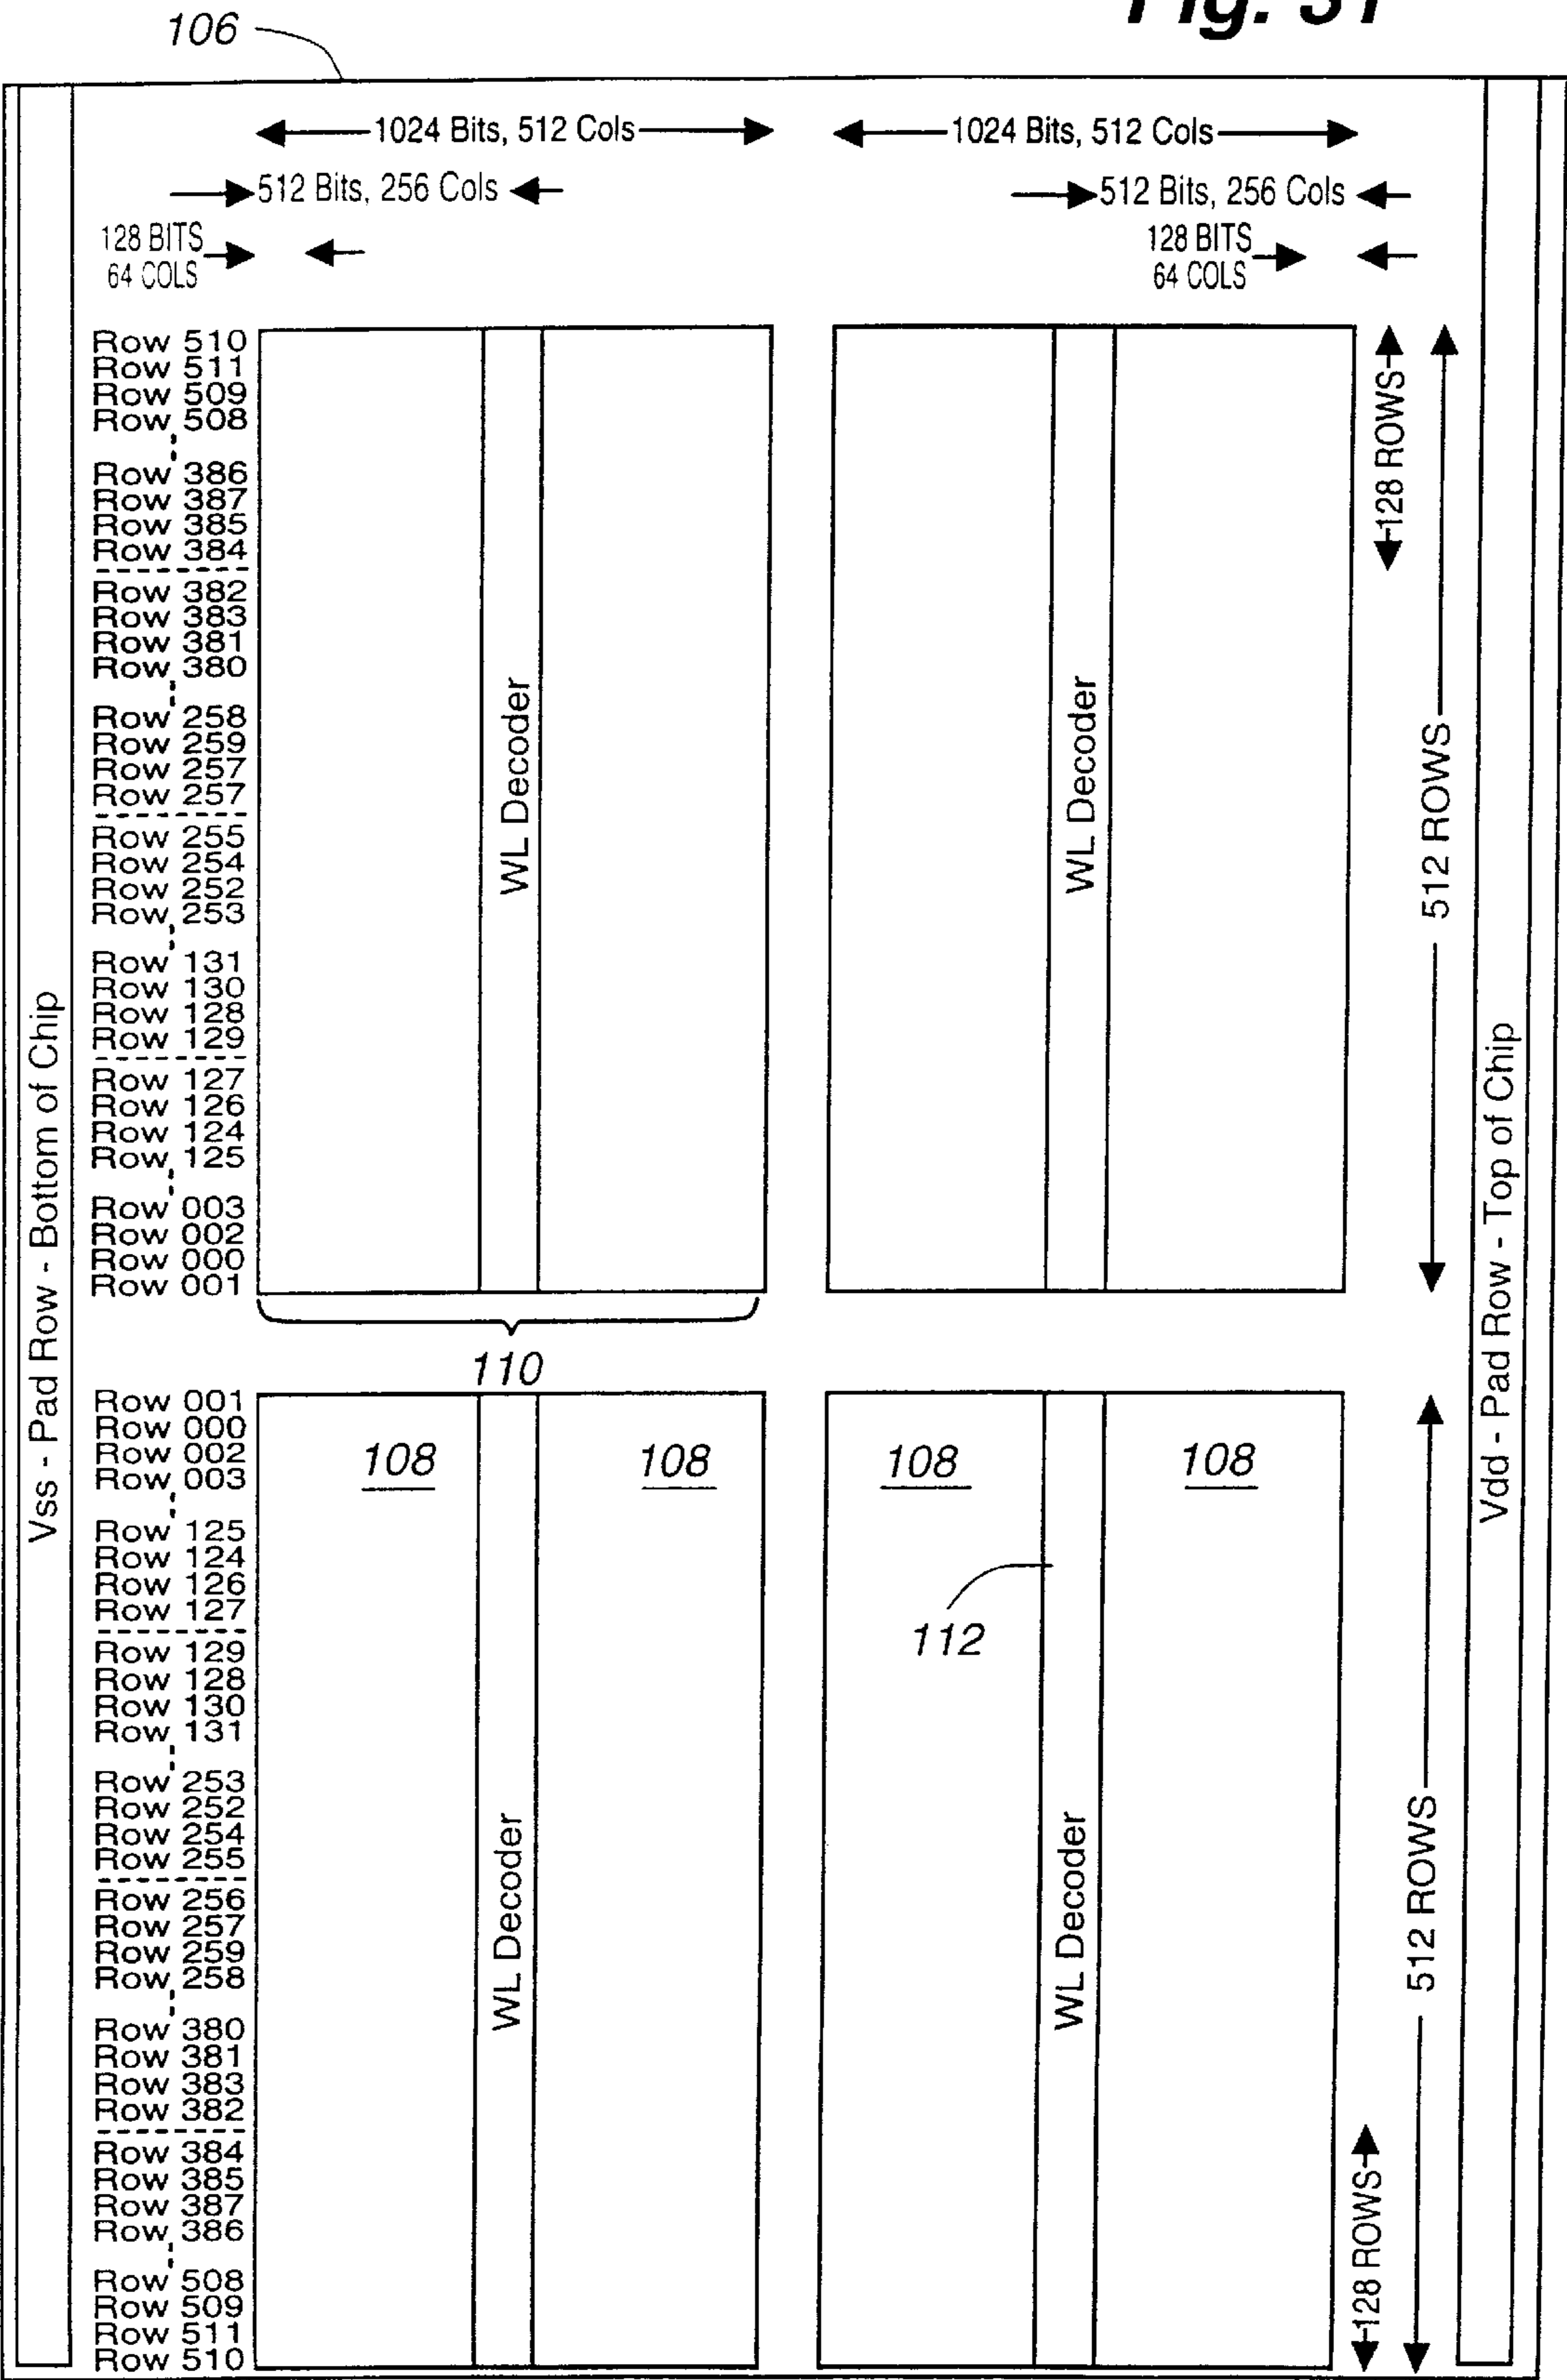 Fig. 31
106
1024 Bits, 512 Cols
1024 Bits, 512 Cols
512 Bits, 256 Cols
512 Bits, 256 Cols
128 BITS
64 COLS
128 BITS
64 COLS
Row 510
Row 511
Row 509
Row 508
Row 386
Row 387
Row 385
Row 384
Row 382
Row 383
Row 381
Row 380
Row 258
Row 259
Row 257
Row 257
Row 255
Row 254
Row 252
Row 253
Row 131
Row 130
Row 128
Row 129
Row 127
Row 126
Row 124
Row 125
Row 003
Row 002
Row 000
Row 001
WL Decoder
WL Decoder
128 ROWS
512 ROWS
Vss - Pad Row - Bottom of Chip
Vdd - Pad Row - Top of Chip
110
Row 001
Row 000
Row 002
Row 003
Row 125
Row 124
Row 126
Row 127
Row 129
Row 128
Row 130
Row 131
Row 253
Row 252
Row 254
Row 255
Row 256
Row 257
Row 259
Row 258
Row 380
Row 381
Row 383
Row 382
Row 384
Row 385
Row 387
Row 386
Row 508
Row 509
Row 511
Row 510
108
108
108
108
112
WL Decoder
WL Decoder
512 ROWS
128 ROWS